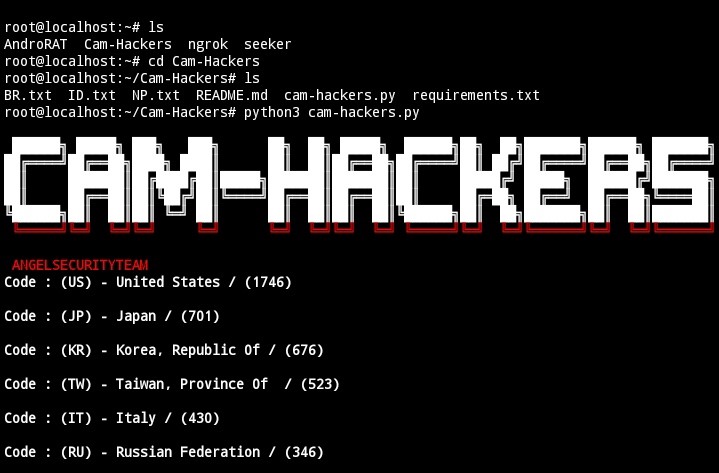 root@localhost:~# ls
AndroRAT  Cam-Hackers  ngrok  seeker
root@localhost:~# cd Cam-Hackers
root@localhost:~/Cam-Hackers# ls
BR.txt  ID.txt  NP.txt  README.md  cam-hackers.py  requirements.txt
root@localhost:~/Cam-Hackers# python3 cam-hackers.py
CAM-HACKERS
ANGELSECURITYTEAM
Code : (US) - United States / (1746)
Code : (JP) - Japan / (701)
Code : (KR) - Korea, Republic Of / (676)
Code : (TW) - Taiwan, Province Of  / (523)
Code : (IT) - Italy / (430)
Code : (RU) - Russian Federation / (346)